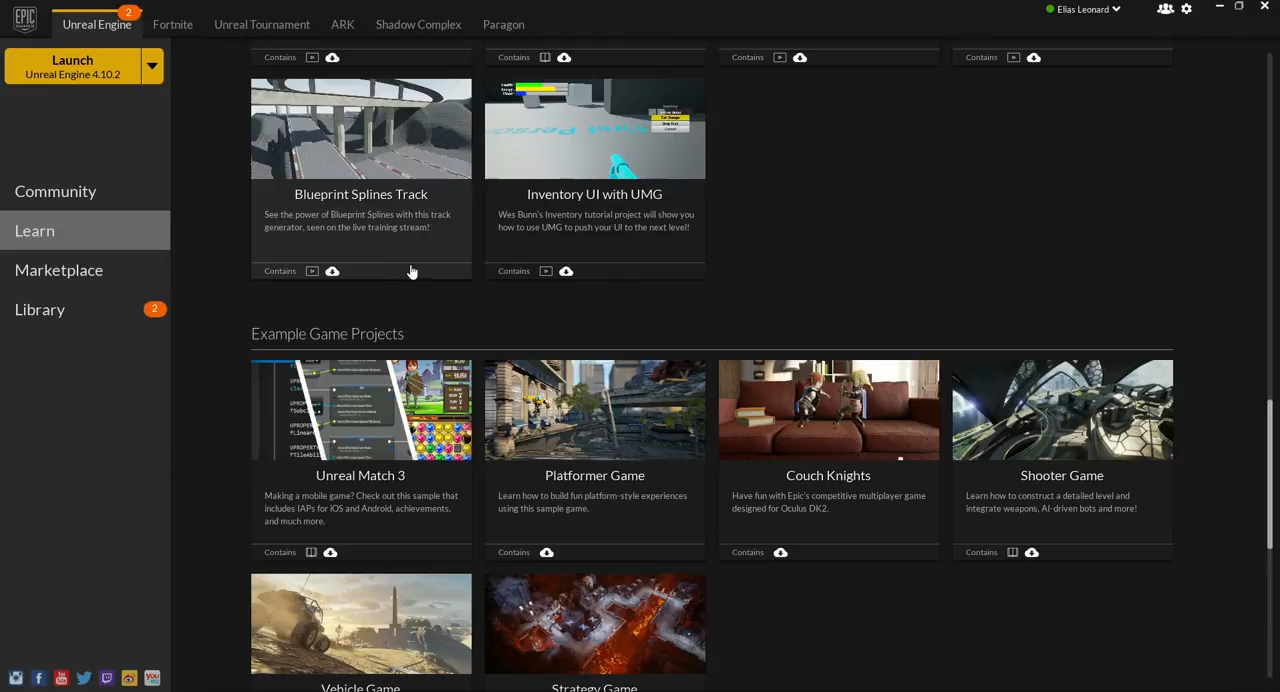 EPIC GAMES
Unreal Engine
2
Fortnite
Unreal Tournament
ARK
Shadow Complex
Paragon
Elias Leonard
Launch
Unreal Engine 4.10.2
Community
Learn
Marketplace
Library
2
Contains
Contains
Contains
Contains
Blueprint Splines Track
See the power of Blueprint Splines with this track
generator, seen on the live training stream!
Contains
Inventory UI with UMG
Wes Bunn's Inventory tutorial project will show you
how to use UMG to push your UI to the next level!
Contains
Example Game Projects
Unreal Match 3
Making a mobile game? Check out this sample that
includes IAPs for iOS and Android, achievements,
and much more.
Contains
Platformer Game
Learn how to build fun platform-style experiences
using this sample game.
Contains
Couch Knights
Have fun with Epic's competitive multiplayer game
designed for Oculus DK2.
Contains
Shooter Game
Learn how to construct a detailed level and
integrate weapons, AI-driven bots and more!
Contains
Vehicle Game
Strategy Game